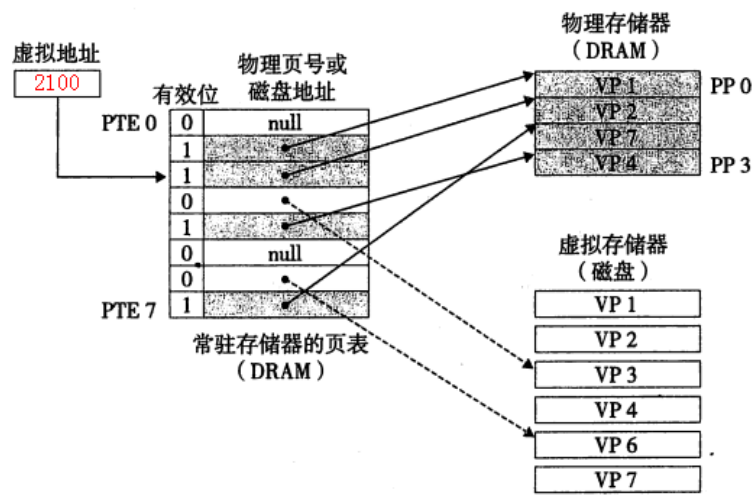 虚拟地址
2100
物理页号或
磁盘地址
有效位
PTE 0
0
null
1
1
0
1
0
null
0
PTE 7
1
常驻存储器的页表
（DRAM）
物理存储器
（DRAM）
VP 1
PP 0
VP 2
VP 7
VP 4
PP 3
虚拟存储器
（磁盘）
VP 1
VP 2
VP 3
VP 4
VP 6
VP 7